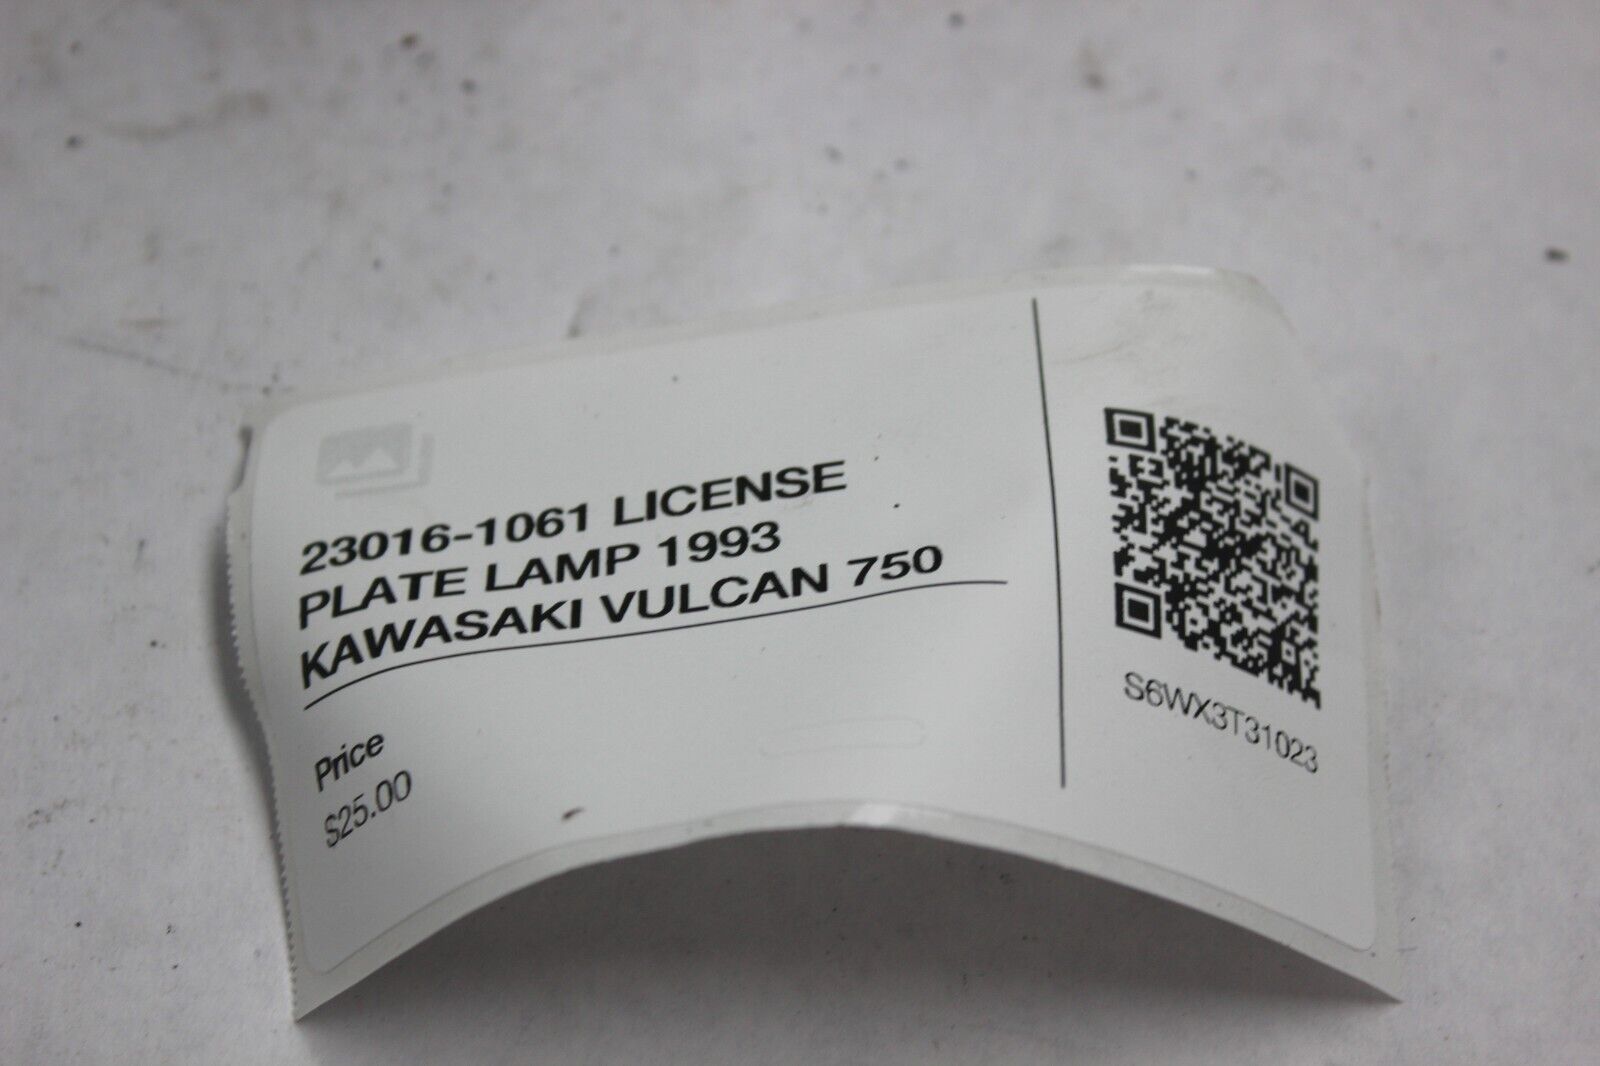 23016-1061 LICENSE
PLATE LAMP 1993
KAWASAKI VULCAN 750
Price
$25.00
S6WX3T31023